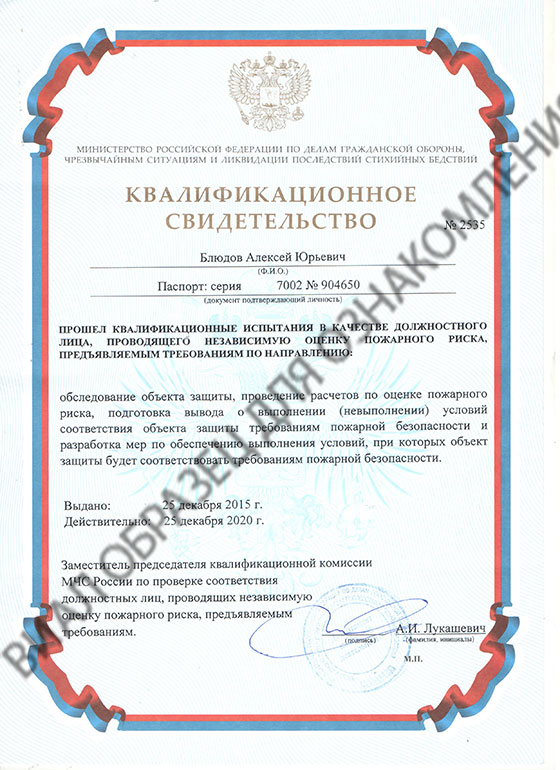 МИНИСТЕРСТВО РОССИЙСКОЙ ФЕДЕРАЦИИ ПО ДЕЛАМ ГРАЖДАНСКОЙ ОБОРОНЫ,
ЧРЕЗВЫЧАЙНЫМ СИТУАЦИЯМ И ЛИКВИДАЦИИ ПОСЛЕДСТВИЙ СТИХИЙНЫХ БЕДСТВИЙ
КВАЛИФИКАЦИОННОЕ
СВИДЕТЕЛЬСТВО
№ 2535
Блюдов Алексей Юрьевич
(Ф.И.О.)
Паспорт: серия 7002 № 904650
(документ подтверждающий личность)
ПРОШЕЛ КВАЛИФИКАЦИОННЫЕ ИСПЫТАНИЯ В КАЧЕСТВЕ ДОЛЖНОСТНОГО
ЛИЦА, ПРОВОДЯЩЕГО НЕЗАВИСИМУЮ ОЦЕНКУ ПОЖАРНОГО РИСКА,
ПРЕДЪЯВЛЯЕМЫМ ТРЕБОВАНИЯМ ПО НАПРАВЛЕНИЮ:
обследование объекта защиты, проведение расчетов по оценке пожарного
риска, подготовка вывода о выполнении (невыполнении) условий
соответствия объекта защиты требованиям пожарной безопасности и
разработка мер по обеспечению выполнения условий, при которых объект
защиты будет соответствовать требованиям пожарной безопасности.
Выдано: 25 декабря 2015 г.
Действительно: 25 декабря 2020 г.
Заместитель председателя квалификационной комиссии
МЧС России по проверке соответствия
должностных лиц, проводящих независимую
оценку пожарного риска, предъявляемым
требованиям.
А.И. Лукашевич
(подпись) (фамилия, инициалы)
М.П.
ВИАЛ ОБРАЗЕЦ ДЛЯ ОЗНАКОМЛЕНИЯ